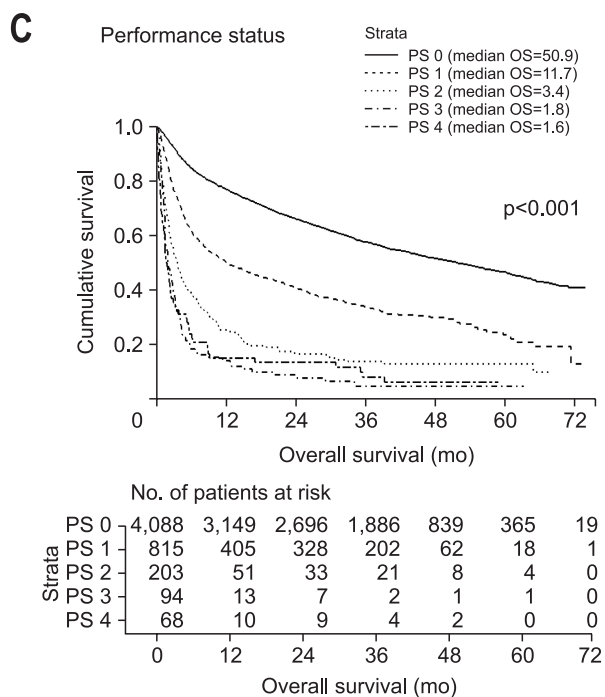 C
Performance status
Strata
PS 0 (median OS=50.9)
PS 1 (median OS=11.7)
PS 2 (median OS=3.4)
PS 3 (median OS=1.8)
PS 4 (median OS=1.6)
1.0
0.8
0.6
0.4
0.2
Cumulative survival
p<0.001
0 12 24 36 48 60 72
Overall survival (mo)
No. of patients at risk
Strata
PS 0 4,088 3,149 2,696 1,886 839 365 19
PS 1 815 405 328 202 62 18 1
PS 2 203 51 33 21 8 4 0
PS 3 94 13 7 2 1 1 0
PS 4 68 10 9 4 2 0 0
0 12 24 36 48 60 72
Overall survival (mo)